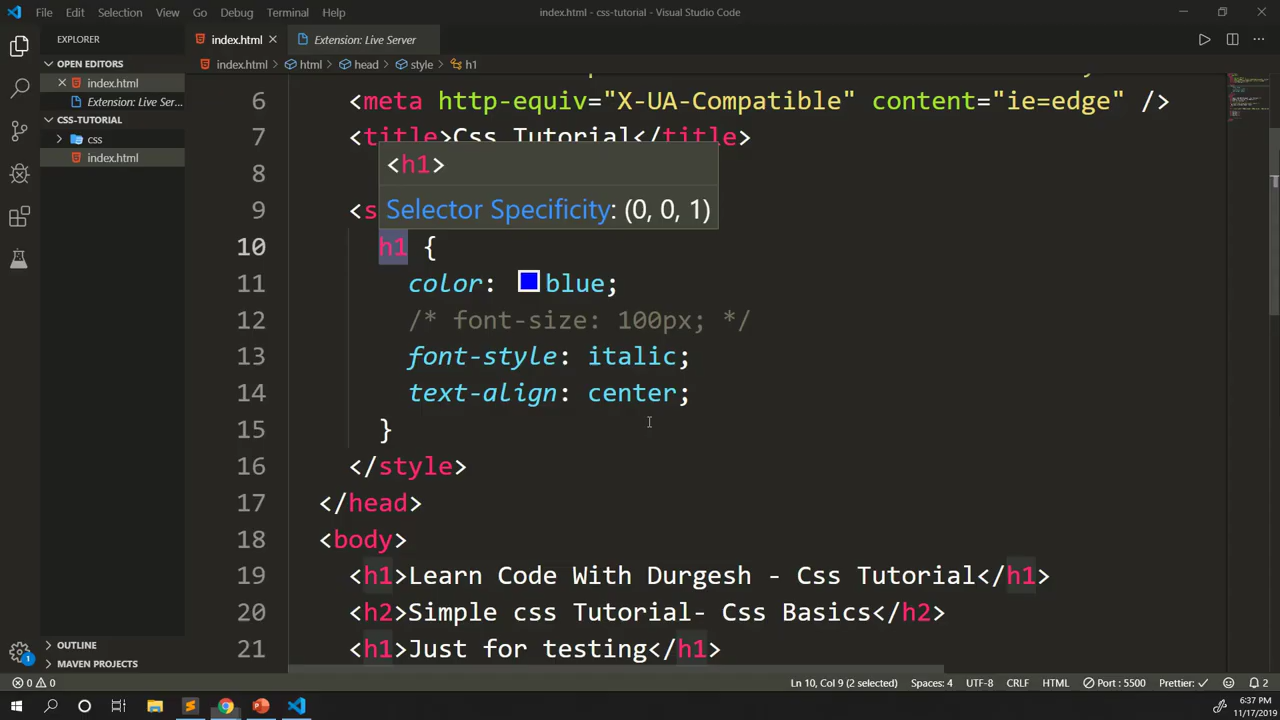 File Edit Selection View Go Debug Terminal Help
index.html - css-tutorial - Visual Studio Code
EXPLORER
index.html
Extension: Live Server
OPEN EDITORS
index.html
Extension: Live Ser...
CSS-TUTORIAL
css
index.html
OUTLINE
MAVEN PROJECTS
index.html > html > head > style > h1
6 <meta http-equiv="X-UA-Compatible" content="ie=edge" />
7 <title>Css Tutorial</title>
8
<h1>
Selector Specificity: (0, 0, 1)
9 <s
10 h1 {
11 color: blue;
12 /* font-size: 100px; */
13 font-style: italic;
14 text-align: center;
15 }
16 </style>
17 </head>
18 <body>
19 <h1>Learn Code With Durgesh - Css Tutorial</h1>
20 <h2>Simple css Tutorial- Css Basics</h2>
21 <h1>Just for testing</h1>
1
0 0
Ln 10, Col 9 (2 selected) Spaces: 4 UTF-8 CRLF HTML Port : 5500 Prettier: ✓ 2
6:37 PM
11/17/2019